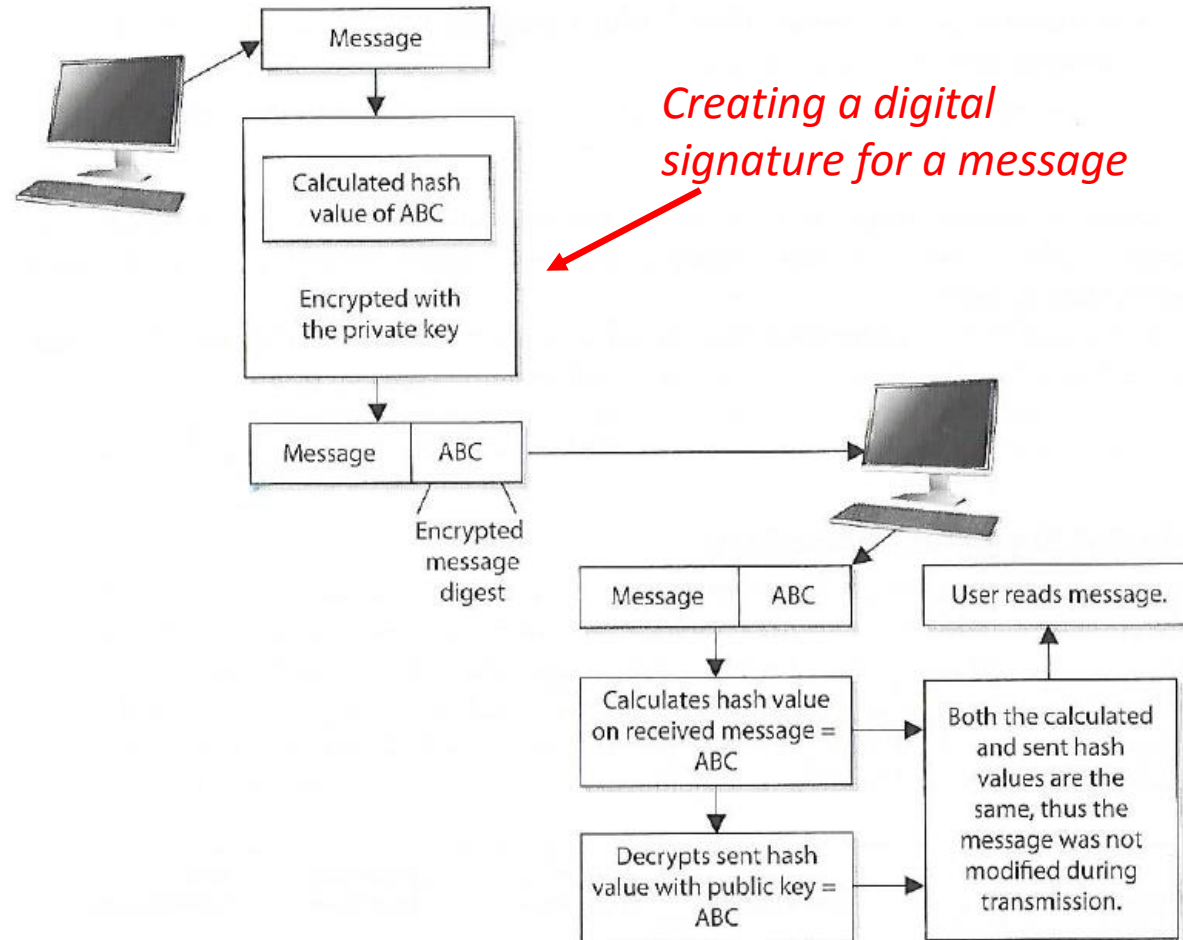 Message
Creating a digital
signature for a message
Calculated hash
value of ABC
Encrypted with
the private key
Message
ABC
Encrypted
message
digest
Message
ABC
User reads message.
Calculates hash value
on received message =
ABC
Both the calculated
and sent hash
values are the
same, thus the
message was not
modified during
transmission.
Decrypts sent hash
value with public key =
ABC